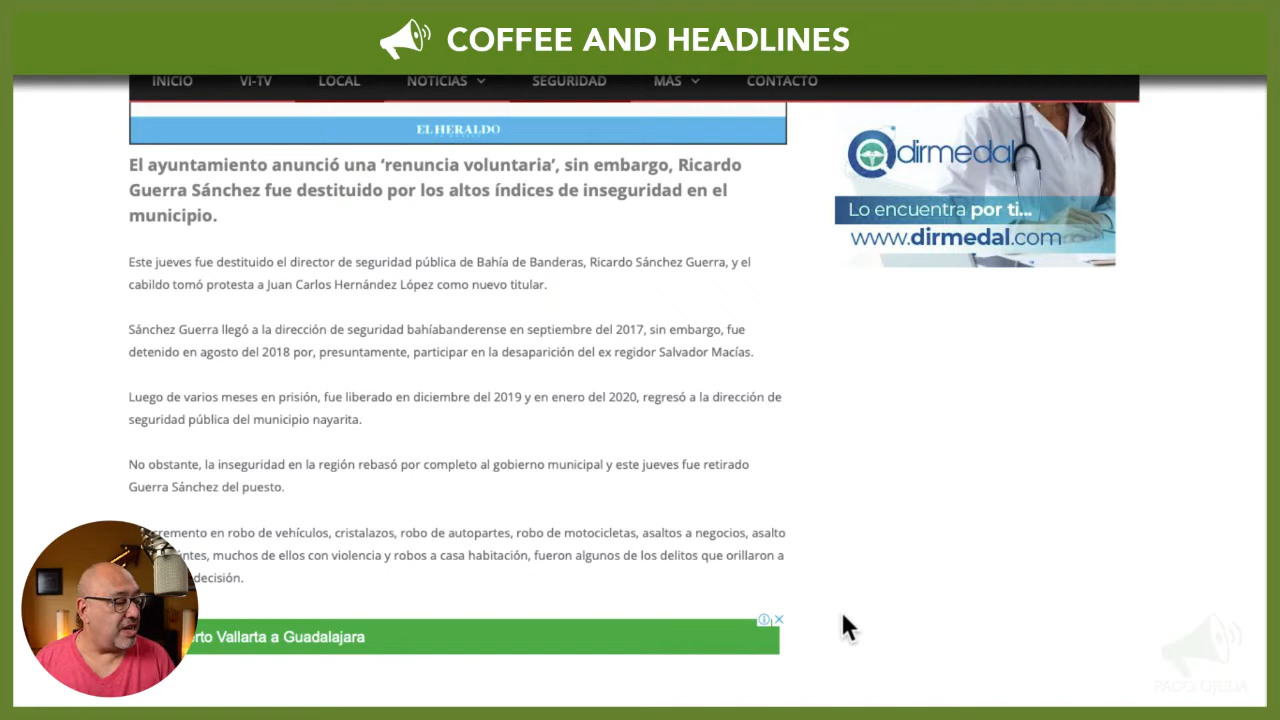 COFFEE AND HEADLINES
INICIO VI-TV LOCAL NOTICIAS SEGURIDAD MÁS CONTACTO
EL HERALDO
El ayuntamiento anunció una ‘renuncia voluntaria’, sin embargo, Ricardo
Guerra Sánchez fue destituido por los altos índices de inseguridad en el
municipio.
dirmedal
Lo encuentra por ti...
www.dirmedal.com
Este jueves fue destituido el director de seguridad pública de Bahía de Banderas, Ricardo Sánchez Guerra, y el
cabildo tomó protesta a Juan Carlos Hernández López como nuevo titular.
Sánchez Guerra llegó a la dirección de seguridad bahíabanderense en septiembre del 2017, sin embargo, fue
detenido en agosto del 2018 por, presuntamente, participar en la desaparición del ex regidor Salvador Macías.
Luego de varios meses en prisión, fue liberado en diciembre del 2019 y en enero del 2020, regresó a la dirección de
seguridad pública del municipio nayarita.
No obstante, la inseguridad en la región rebasó por completo al gobierno municipal y este jueves fue retirado
Guerra Sánchez del puesto.
en robo de vehículos, cristalazos, robo de autopartes, robo de motocicletas, asaltos a negocios, asalto
muchos de ellos con violencia y robos a casa habitación, fueron algunos de los delitos que orillaron a
decisión.
Vallarta a Guadalajara
PACO OJEDA